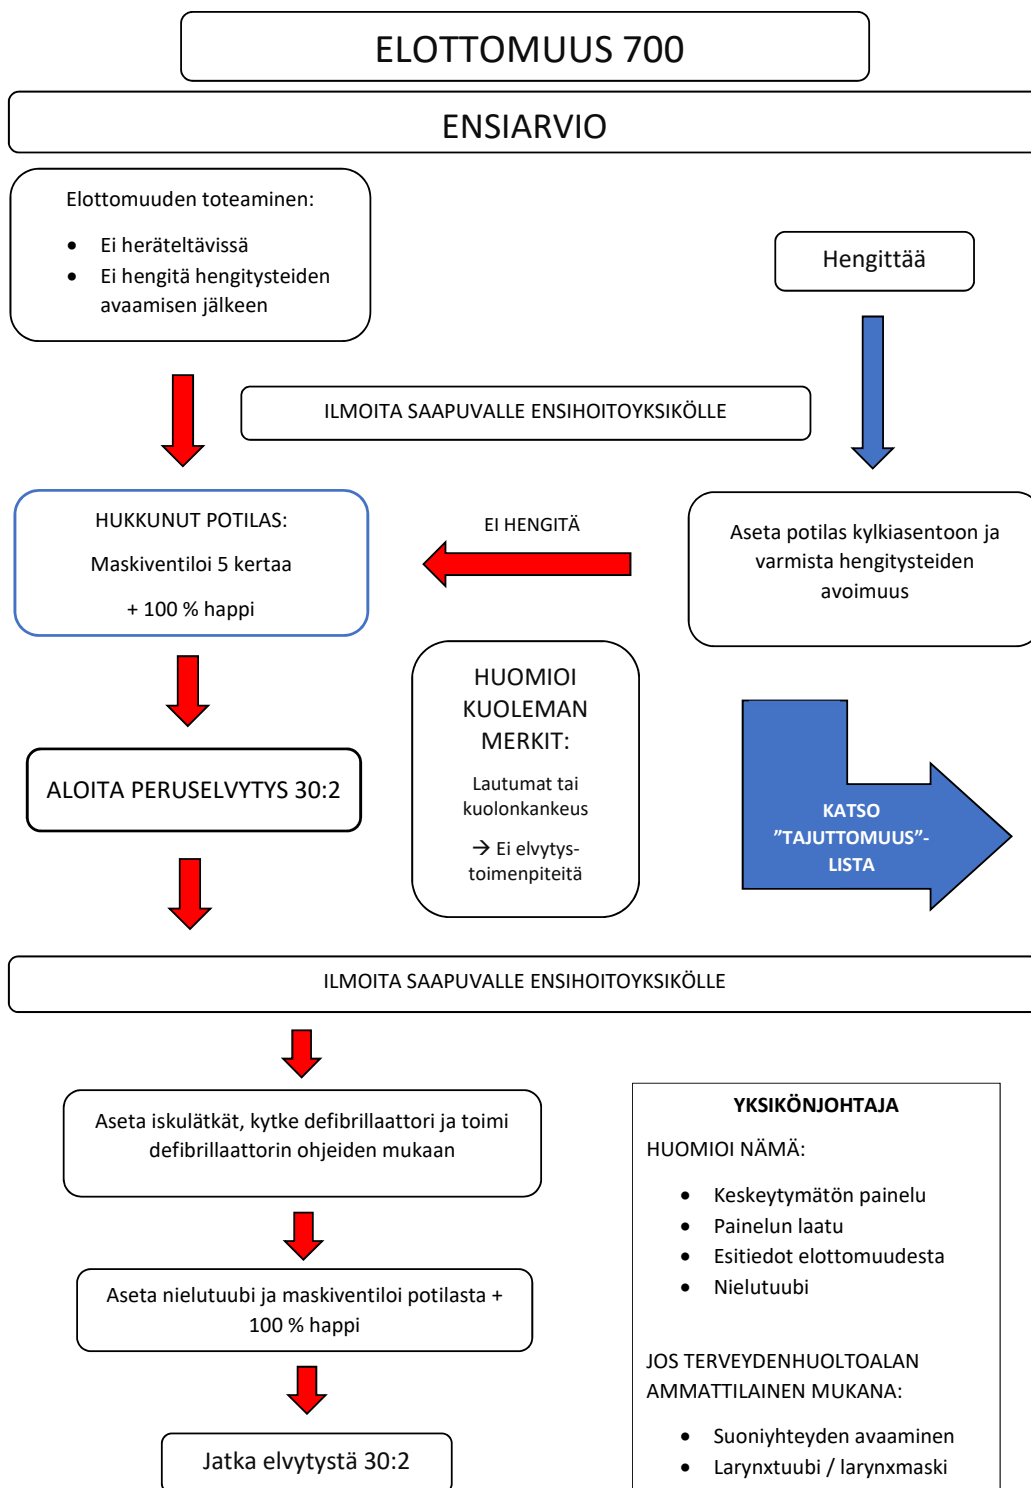 ELOTTOMUUS 700
ENSIARVIO
Elottomuuden toteaminen:
• Ei heräteltävissä
• Ei hengitä hengitysteiden
avaamisen jälkeen
Hengittää
ILMOITA SAAPUVALLE ENSIHOITOYKSIKÖLLE
HUKKUNUT POTILAS:
Maskiventiloi 5 kertaa
+ 100 % happi
EI HENGITÄ
Aseta potilas kylkiasentoon ja
varmista hengitysteiden
avoimuus
HUOMIOI
KUOLEMAN
MERKIT:
Lautumat tai
kuolonkankeus
→ Ei elvytys-
toimenpiteitä
ALOITA PERUSELVYTYS 30:2
KATSO
”TAJUTTOMUUS”-
LISTA
ILMOITA SAAPUVALLE ENSIHOITOYKSIKÖLLE
Aseta iskulätkät, kytke defibrillaattori ja toimi
defibrillaattorin ohjeiden mukaan
Aseta nielutuubi ja maskiventiloi potilasta +
100 % happi
Jatka elvytystä 30:2
YKSIKÖNJOHTAJA
HUOMIOI NÄMÄ:
• Keskeytymätön painelu
• Painelun laatu
• Esitiedot elottomuudesta
• Nielutuubi
JOS TERVEYDENHUOLTOALAN
AMMATTILAINEN MUKANA:
• Suoniyhteyden avaaminen
• Larynxtuubi / larynxmaski